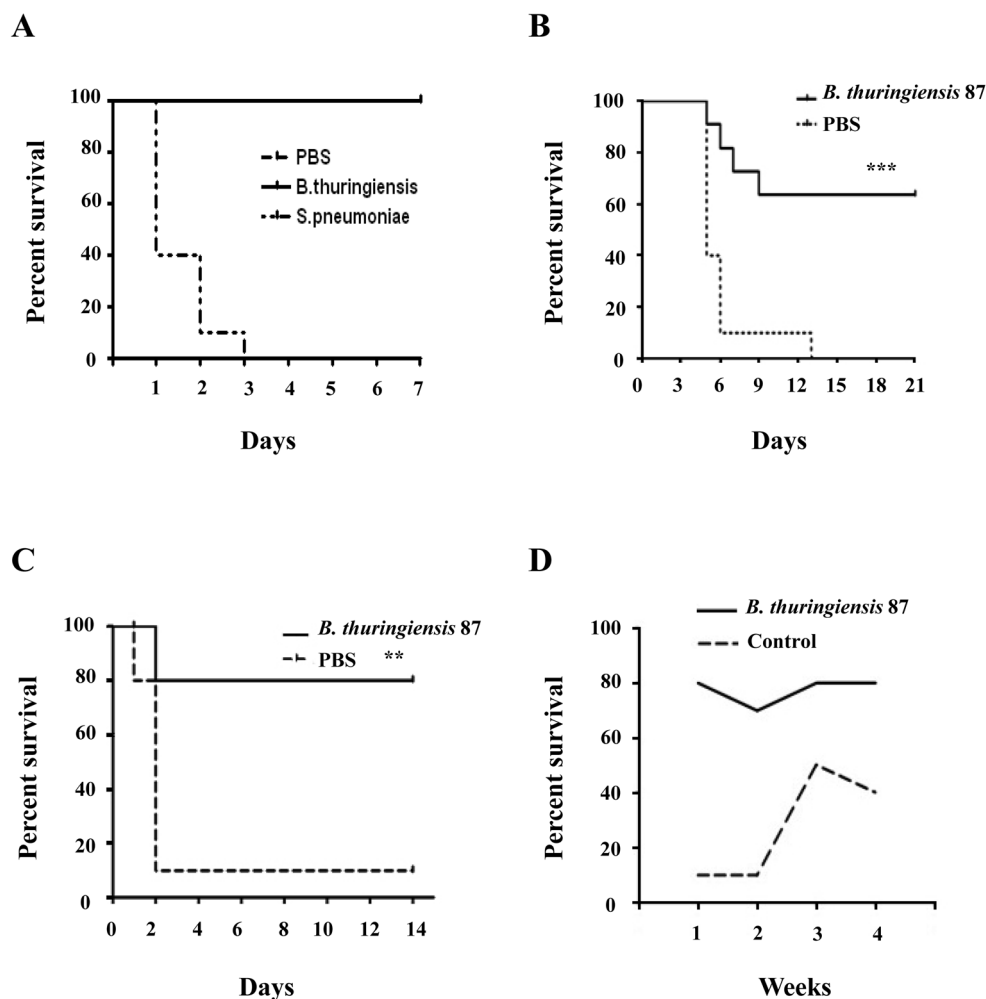 A
100
80
60
40
20
0
PBS
B.thuringiensis
S.pneumoniae
1 2 3 4 5 6 7
Percent survival
Days
B
100
80
60
40
20
0
B. thuringiensis 87
PBS
***
0 3 6 9 12 15 18 21
Percent survival
Days
C
100
80
60
40
20
0
B. thuringiensis 87
PBS **
0 2 4 6 8 10 12 14
Percent survival
Days
D
B. thuringiensis 87
Control
100
80
60
40
20
0
1 2 3 4
Percent survival
Weeks